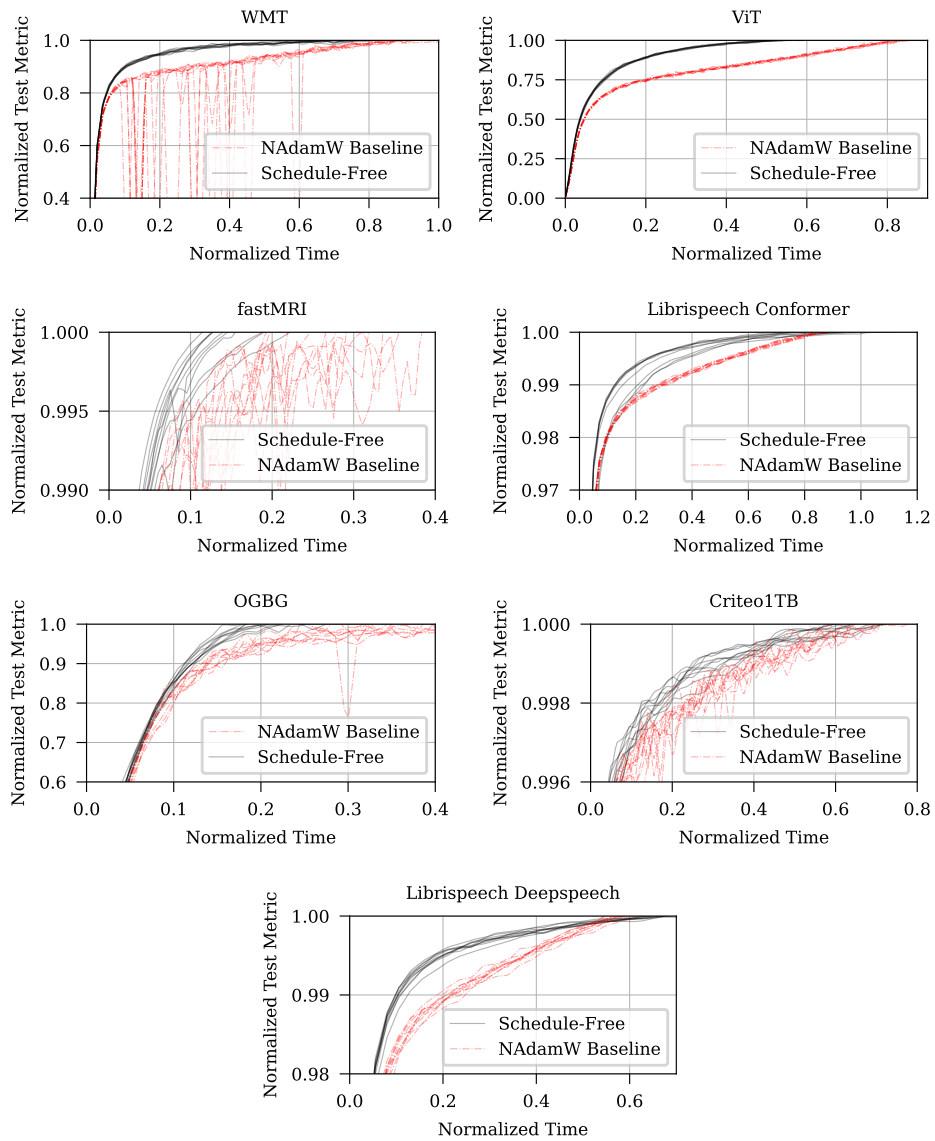 WMT
Normalized Test Metric
1.0
0.8
0.6
0.4
NAdamW Baseline
Schedule-Free
0.0 0.2 0.4 0.6 0.8 1.0
Normalized Time
ViT
Normalized Test Metric
1.00
0.75
0.50
0.25
0.00
NAdamW Baseline
Schedule-Free
0.0 0.2 0.4 0.6 0.8
Normalized Time
fastMRI
Normalized Test Metric
1.000
0.995
0.990
Schedule-Free
NAdamW Baseline
0.0 0.1 0.2 0.3 0.4
Normalized Time
Librispeech Conformer
Normalized Test Metric
1.00
0.99
0.98
0.97
Schedule-Free
NAdamW Baseline
0.0 0.2 0.4 0.6 0.8 1.0 1.2
Normalized Time
OGBG
Normalized Test Metric
1.0
0.9
0.8
0.7
0.6
NAdamW Baseline
Schedule-Free
0.0 0.1 0.2 0.3 0.4
Normalized Time
Criteo1TB
Normalized Test Metric
1.000
0.998
0.996
Schedule-Free
NAdamW Baseline
0.0 0.2 0.4 0.6 0.8
Normalized Time
Librispeech Deepspeech
Normalized Test Metric
1.00
0.99
0.98
Schedule-Free
NAdamW Baseline
0.0 0.2 0.4 0.6
Normalized Time